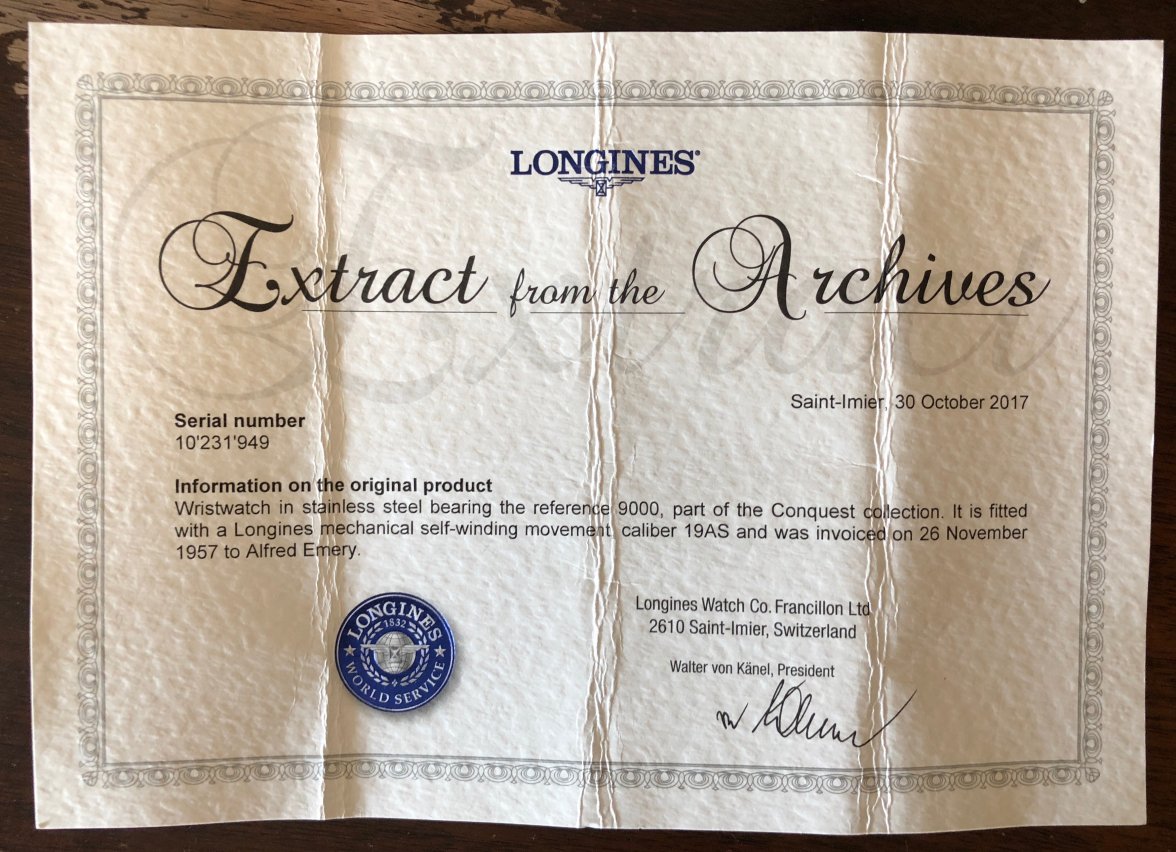 LONGINES®
Extract from the Archives
Saint-Imier, 30 October 2017
Serial number
10'231'949
Information on the original product
Wristwatch in stainless steel bearing the reference 9000, part of the Conquest collection. It is fitted
with a Longines mechanical self-winding movement, caliber 19AS and was invoiced on 26 November
1957 to Alfred Emery.
LONGINES
1832
WORLD SERVICE
Longines Watch Co. Francillon Ltd
2610 Saint-Imier, Switzerland
Walter von Känel, President